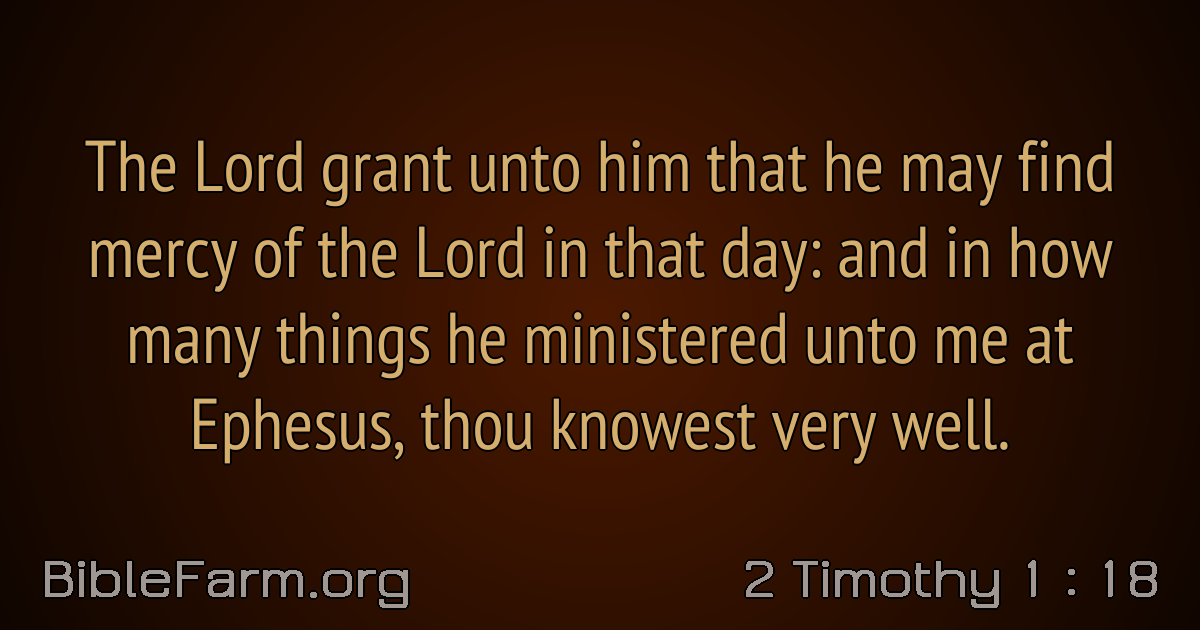 The Lord grant unto him that he may find
mercy of the Lord in that day: and in how
many things he ministered unto me at
Ephesus, thou knowest very well.
BibleFarm.org
2 Timothy 1 : 18